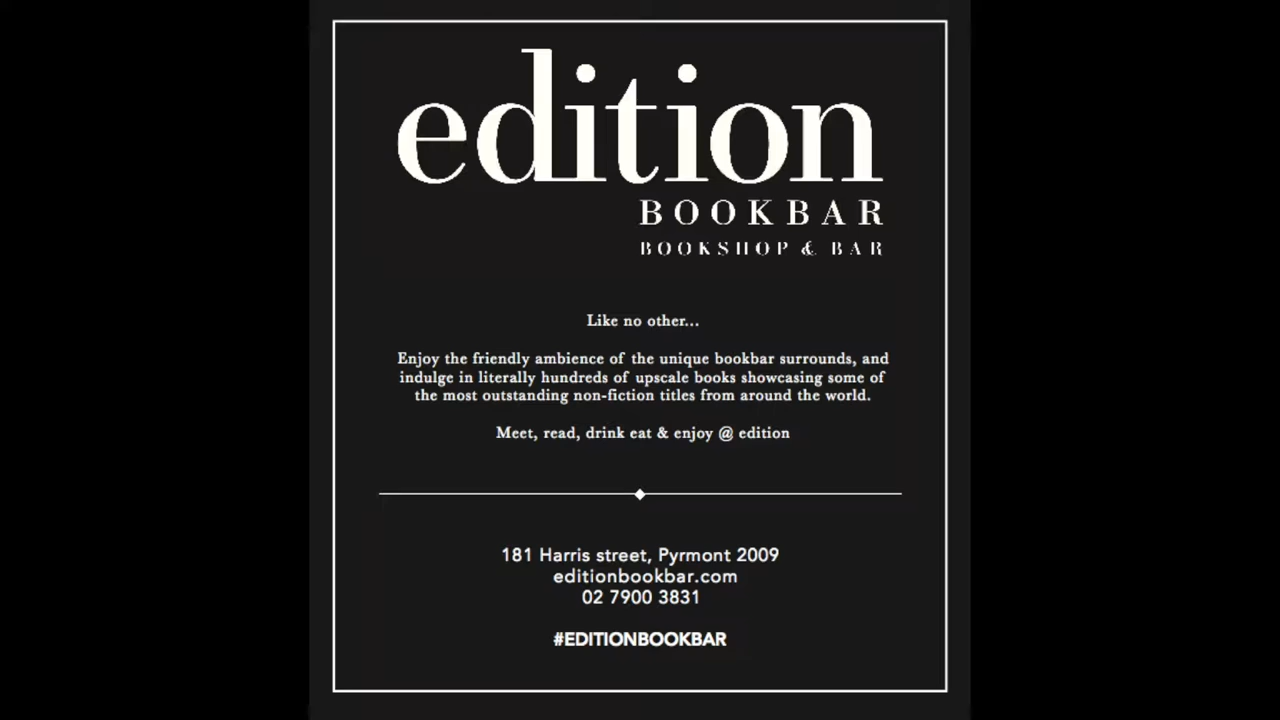 edition
BOOKBAR
BOOKSHOP & BAR
Like no other...
Enjoy the friendly ambience of the unique bookbar surrounds, and
indulge in literally hundreds of upscale books showcasing some of
the most outstanding non-fiction titles from around the world.
Meet, read, drink eat & enjoy @ edition
181 Harris street, Pyrmont 2009
editionbookbar.com
02 7900 3831
#EDITIONBOOKBAR